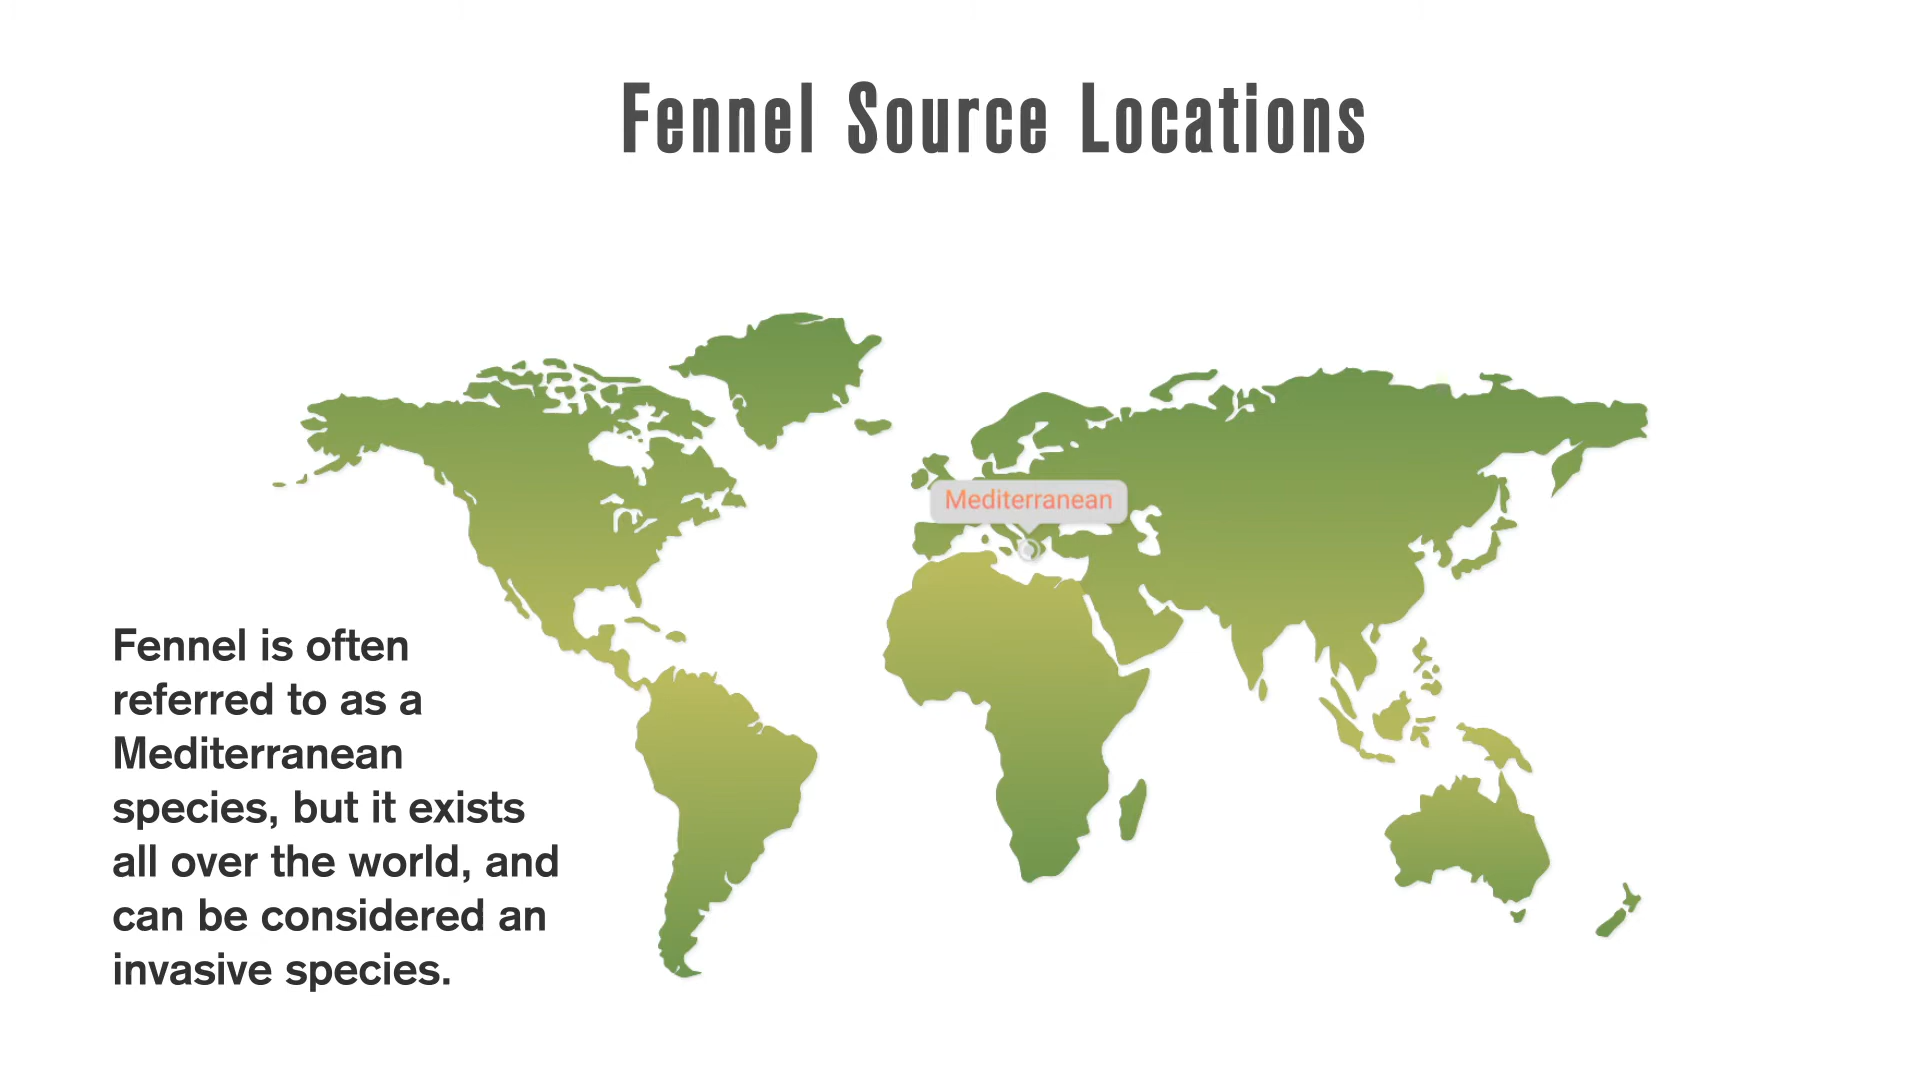 Fennel Source Locations
Mediterranean
Fennel is often
referred to as a
Mediterranean
species, but it exists
all over the world, and
can be considered an
invasive species.